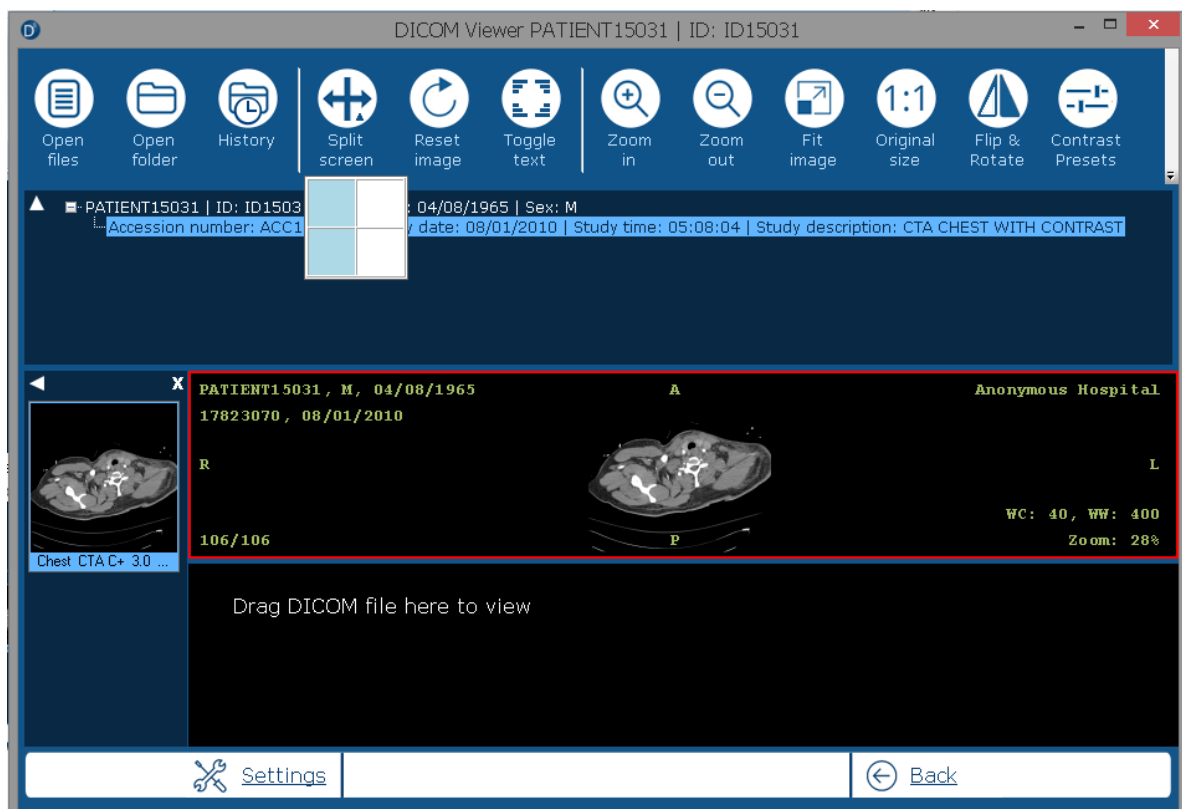 DICOM Viewer PATIENT15031 | ID: ID15031
Open files
Open folder
History
Split screen
Reset image
Toggle text
Zoom in
Zoom out
Fit image
1:1
Original size
Flip & Rotate
Contrast Presets
PATIENT15031 | ID: ID1503 : 04/08/1965 | Sex: M
Accession number: ACC1 date: 08/01/2010 | Study time: 05:08:04 | Study description: CTA CHEST WITH CONTRAST
X
Chest CTA C+ 3.0 ...
PATIENT15031, M, 04/08/1965
A
Anonymous Hospital
17823070, 08/01/2010
R
L
WC: 40, WW: 400
106/106
P
Zoom: 28%
Drag DICOM file here to view
Settings
Back